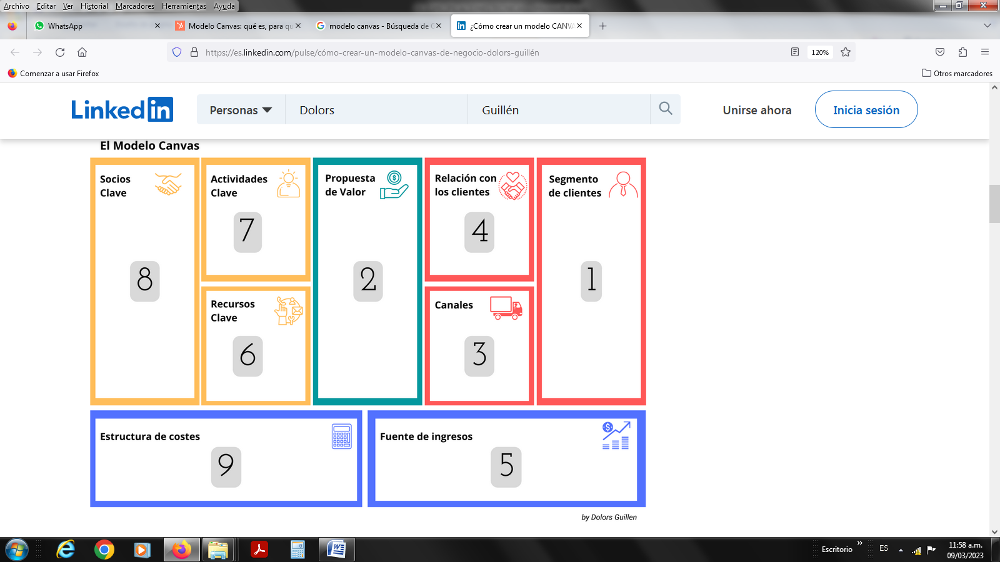 Archivo Editar Ver Historial Marcadores Herramientas Ayuda
WhatsApp
Modelo Canvas: qué es, para qu
modelo canvas - Búsqueda de G
¿Cómo crear un modelo CANVA
https://es.linkedin.com/pulse/cómo-crear-un-modelo-canvas-de-negocio-dolors-guillén
120%
Comenzar a usar Firefox
Otros marcadores
Linkedin
Personas
Dolors
Guillén
Unirse ahora
Inicia sesión
El Modelo Canvas
Socios
Clave
8
Actividades
Clave
7
Recursos
Clave
6
Propuesta
de Valor
2
Relación con
los clientes
4
Canales
3
Segmento
de clientes
1
Estructura de costes
9
Fuente de ingresos
5
by Dolors Guillen
Escritorio
ES
11:58 a.m.
09/03/2023